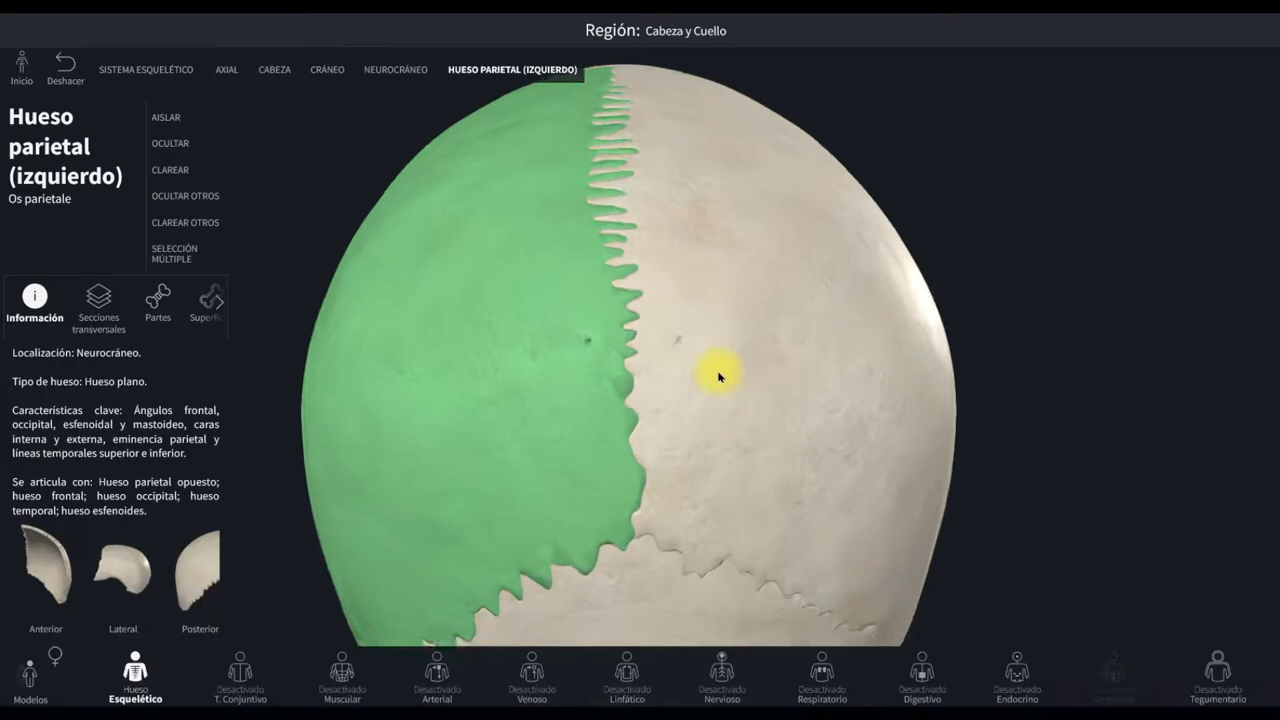 Región: Cabeza y Cuello
Inicio
Deshacer
SISTEMA ESQUELÉTICO
AXIAL
CABEZA
CRÁNEO
NEUROCRÁNEO
HUESO PARIETAL (IZQUIERDO)
Hueso
parietal
(izquierdo)
Os parietale
AISLAR
OCULTAR
CLAREAR
OCULTAR OTROS
CLAREAR OTROS
SELECCIÓN
MÚLTIPLE
i
Información
Secciones
transversales
Partes
Localización: Neurocráneo.
Tipo de hueso: Hueso plano.
Características clave: Ángulos frontal,
occipital, esfenoidal y mastoideo, caras
interna y externa, eminencia parietal y
líneas temporales superior e inferior.
Se articula con: Hueso parietal opuesto;
hueso frontal; hueso occipital; hueso
temporal; hueso esfenoides.
Anterior
Lateral
Posterior
Modelos
Hueso
Esquelético
Desactivado
T. Conjuntivo
Desactivado
Muscular
Desactivado
Arterial
Desactivado
Venoso
Desactivado
Linfático
Desactivado
Nervioso
Desactivado
Respiratorio
Desactivado
Digestivo
Desactivado
Endocrino
Desactivado
Tegumentario